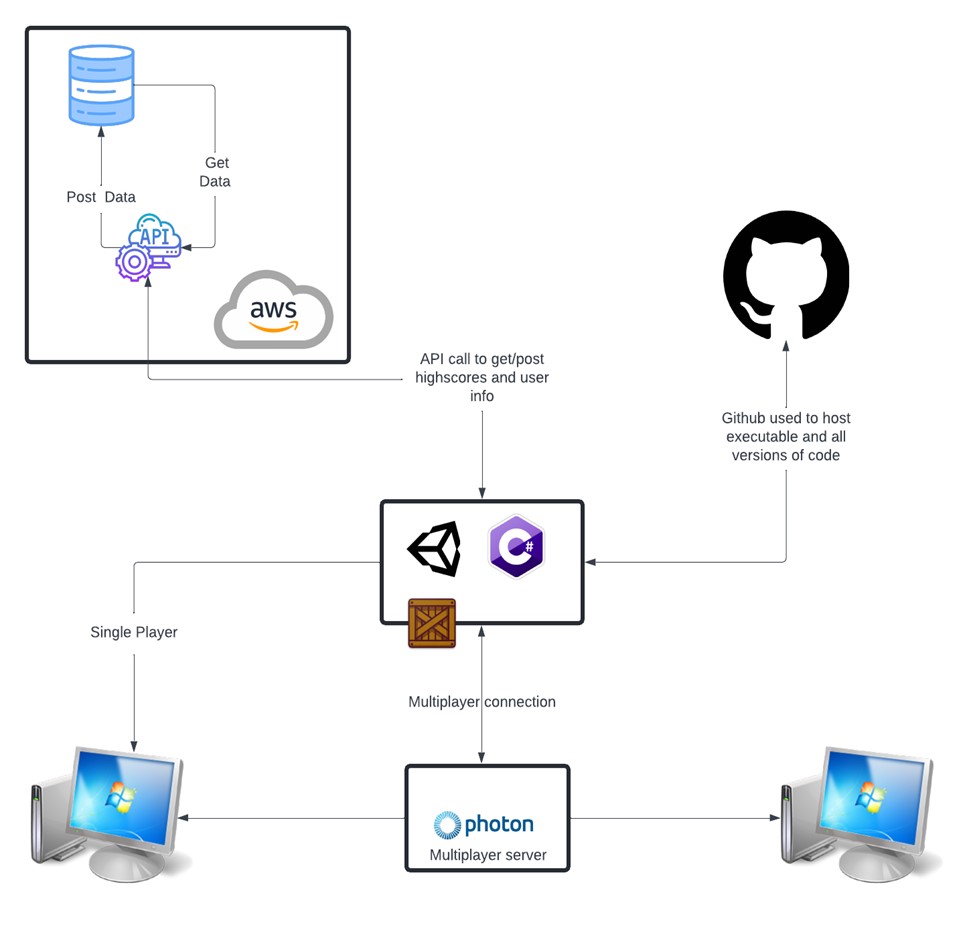 Get
Data
Post Data
API
aws
API call to get/post
highscores and user
info
Github used to host
executable and all
versions of code
C#
Single Player
Multiplayer connection
photon
Multiplayer server